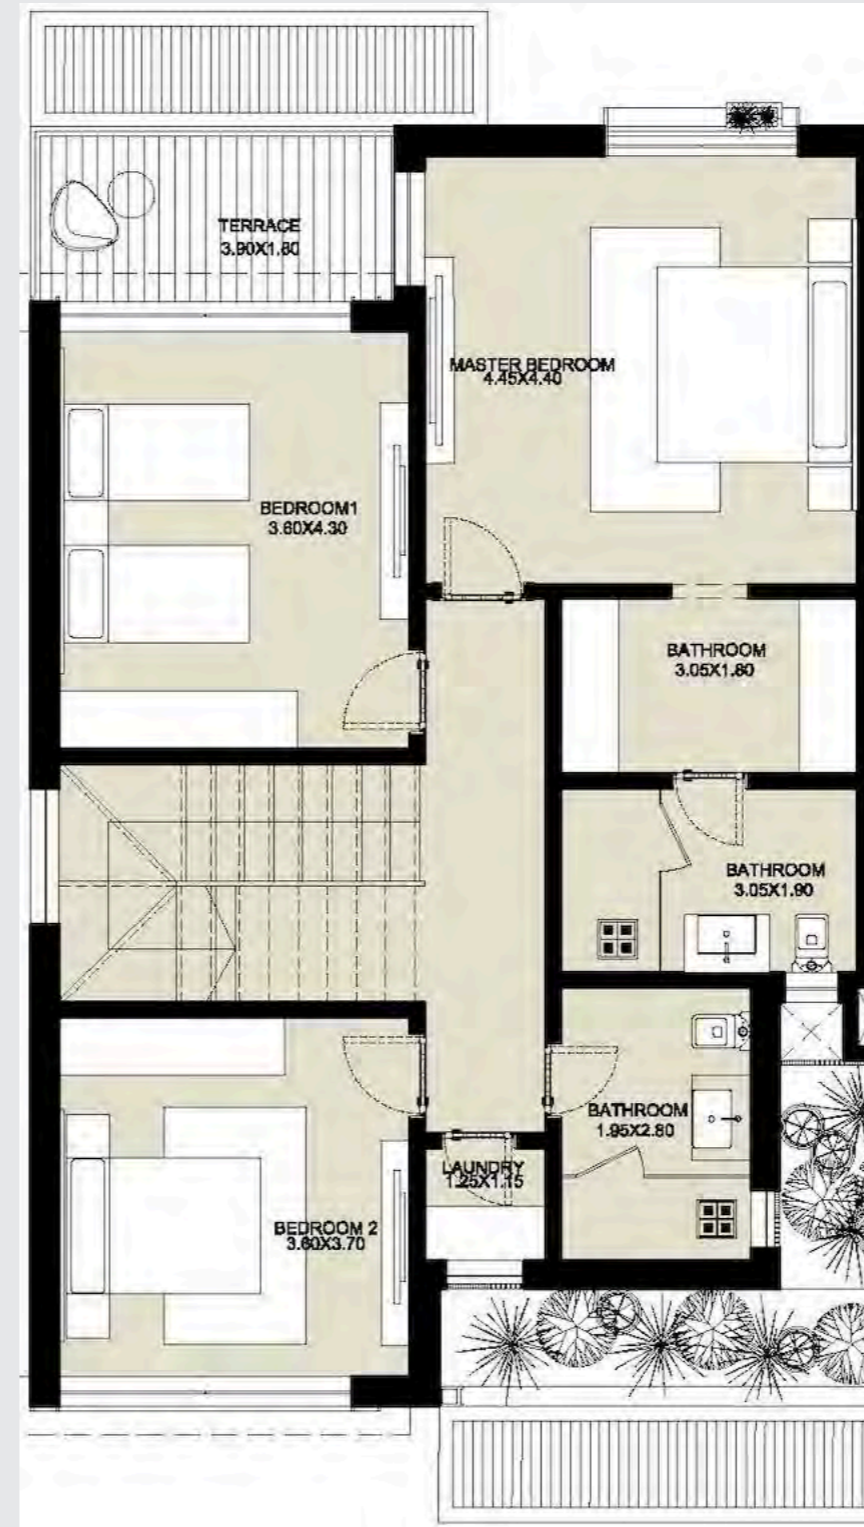 TERRACE
3.90X1.80
MASTER BEDROOM
4.45X4.40
BEDROOM1
3.60X4.30
BATHROOM
3.05X1.80
BATHROOM
3.05X1.90
BATHROOM
1.95X2.80
LAUNDRY
1.25X1.15
BEDROOM 2
3.60X3.70